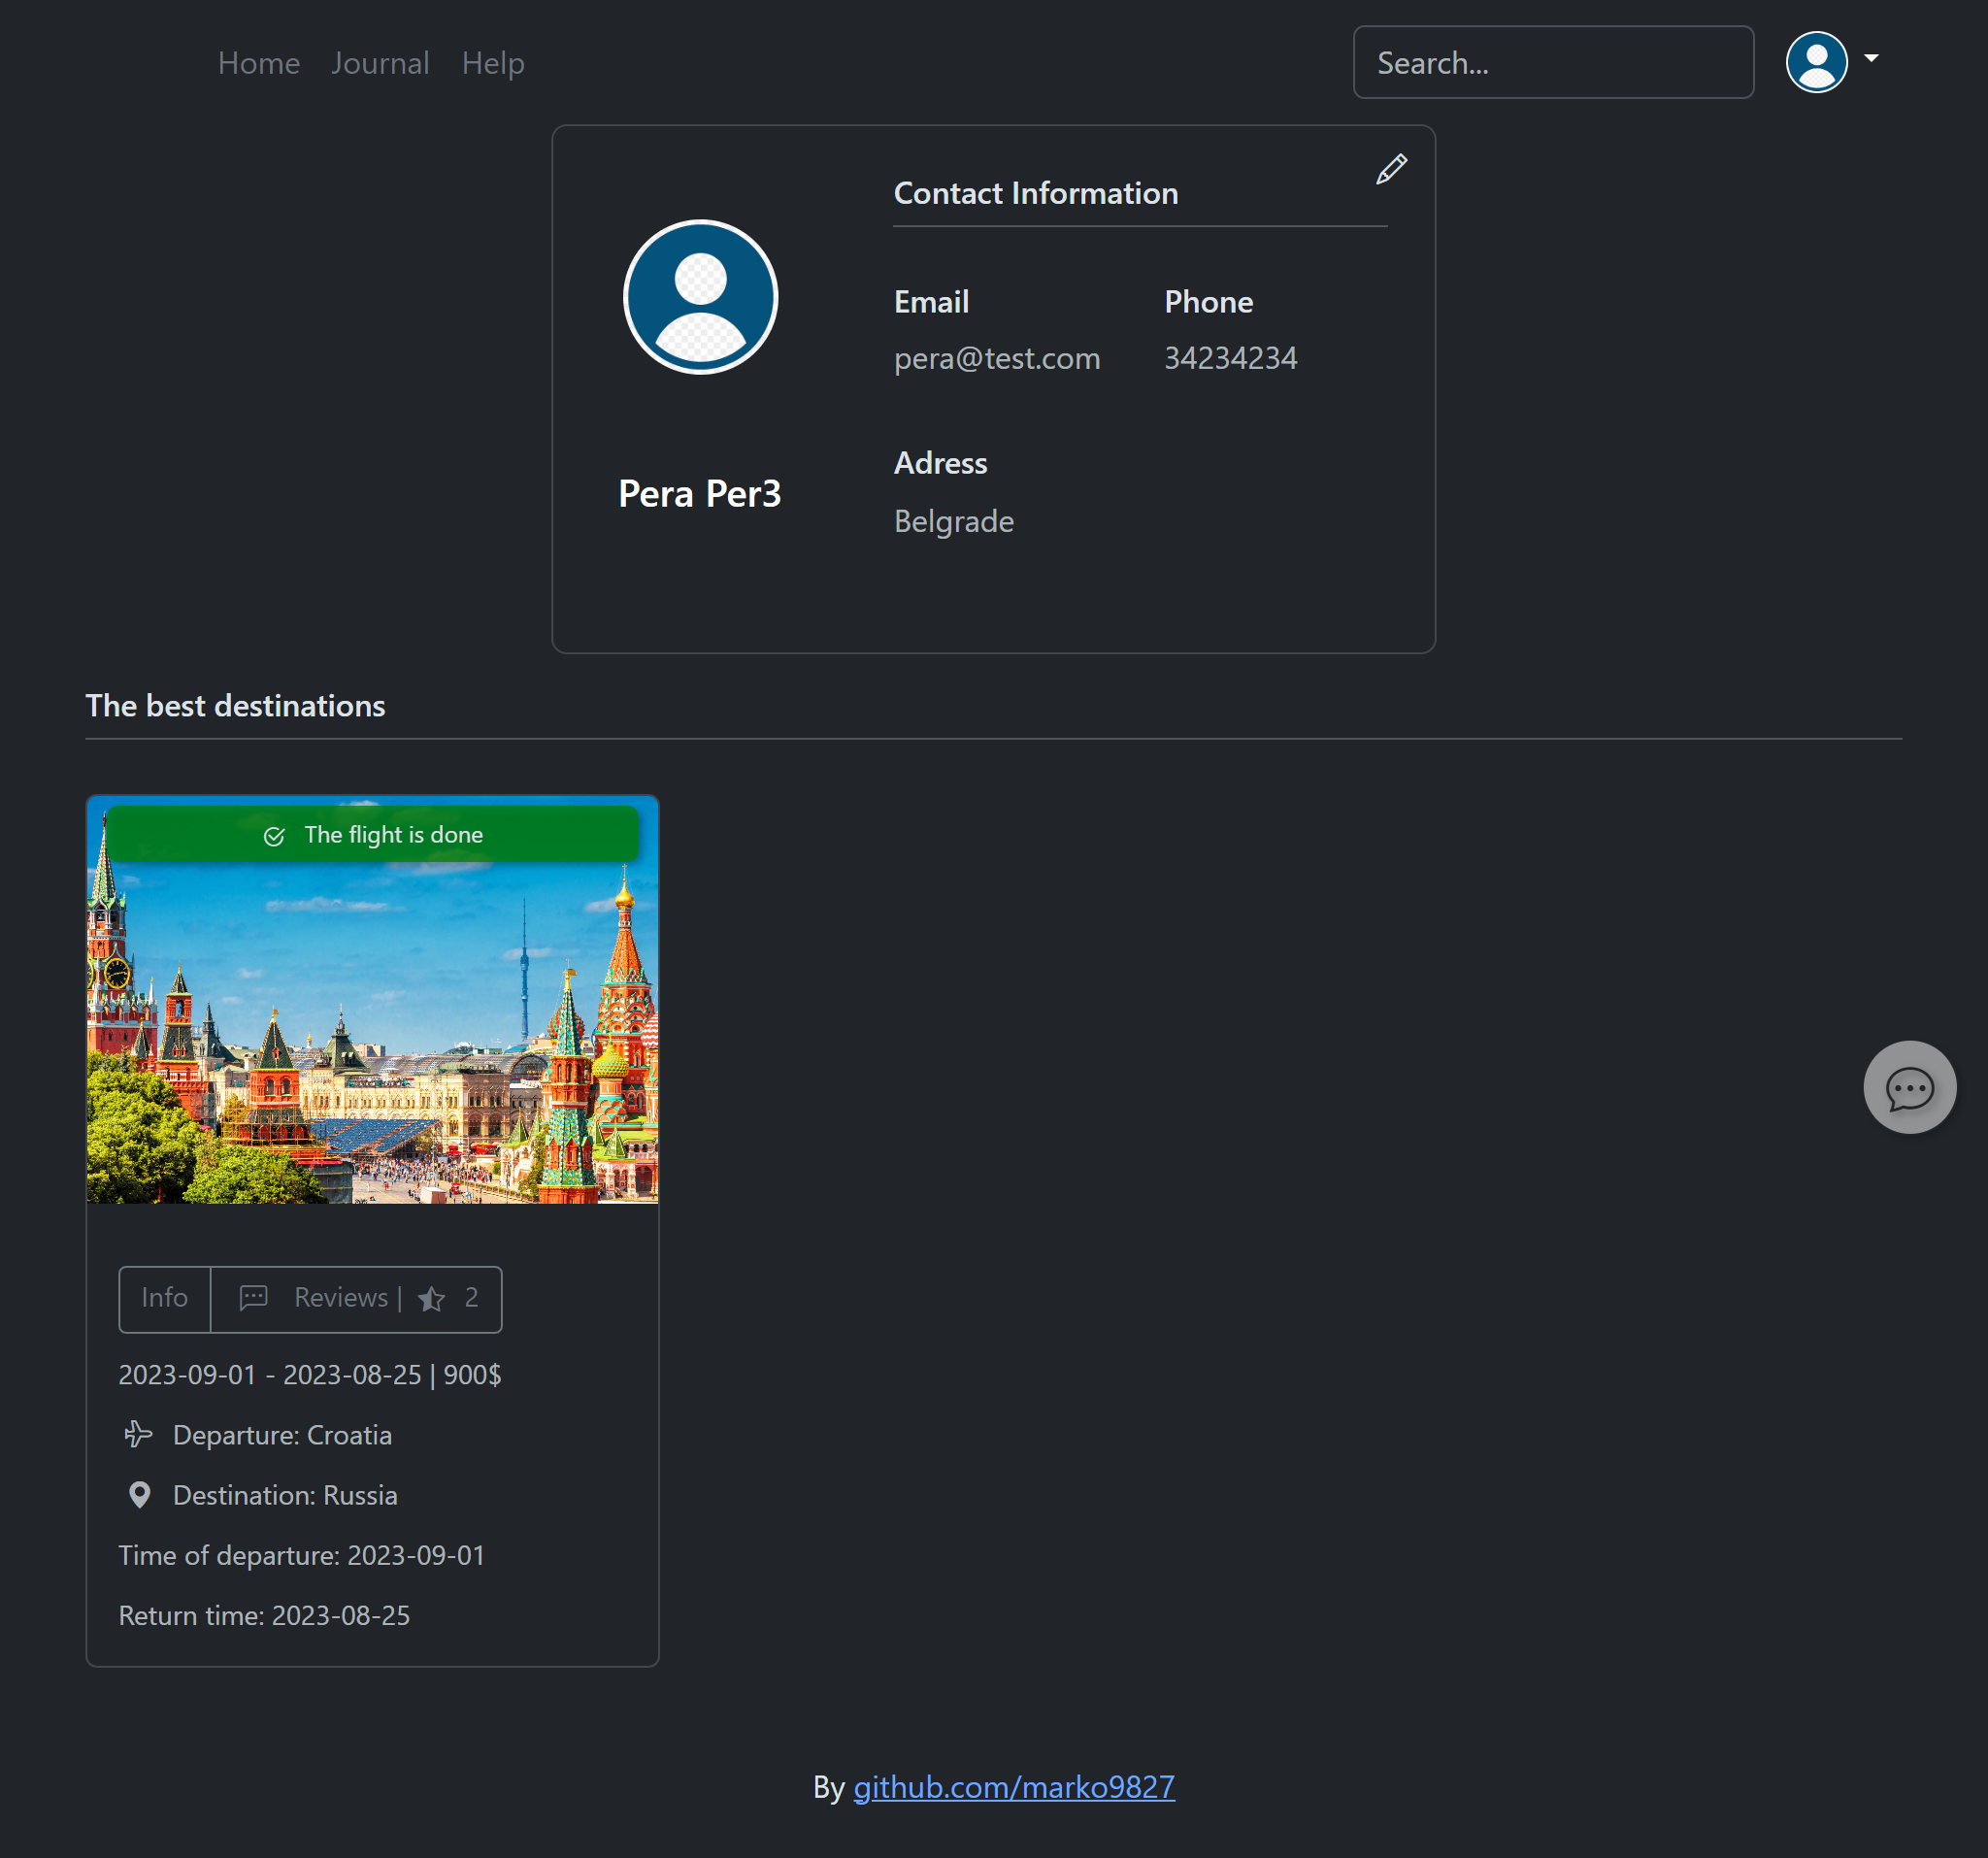 Home Journal Help Search...
Contact Information
Email Phone
pera@test.com 34234234
Adress
Pera Per3
Belgrade
The best destinations
The flight is done
Info Reviews | 2
2023-09-01 - 2023-08-25 | 900$
Departure: Croatia
Destination: Russia
Time of departure: 2023-09-01
Return time: 2023-08-25
By github.com/marko9827